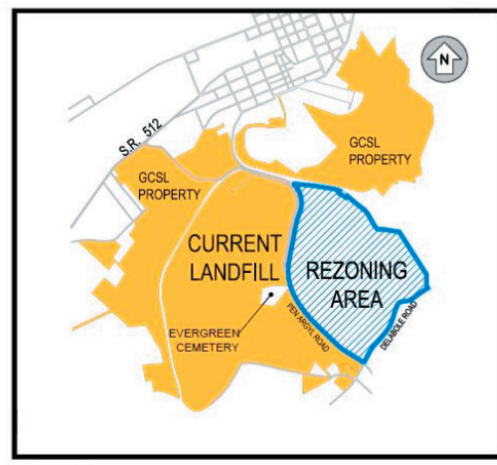 N
S.R. 512
GCSL
PROPERTY
GCSL
PROPERTY
CURRENT
LANDFILL
REZONING
AREA
EVERGREEN
CEMETERY
PEN ARGYL ROAD
DELABOLE ROAD